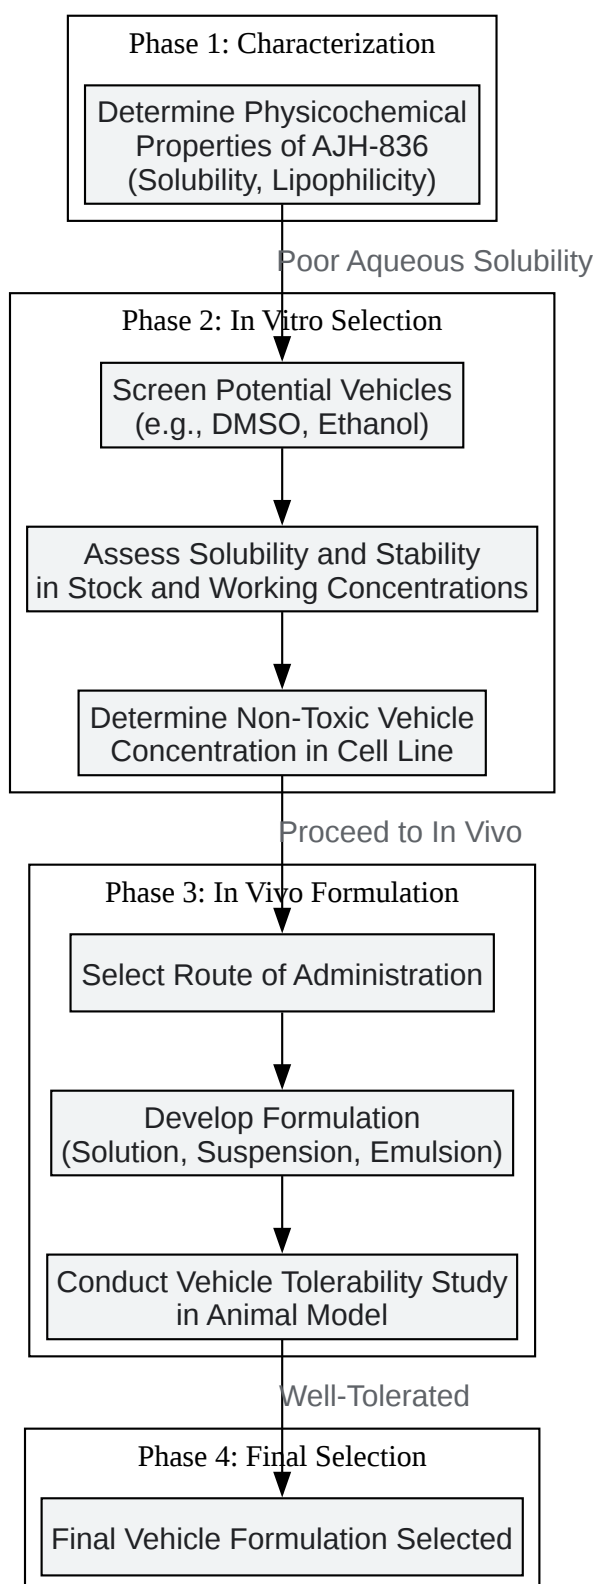 Phase 1: Characterization
Determine Physicochemical
Properties of AJH-836
(Solubility, Lipophilicity)
Poor Aqueous Solubility
Phase 2: In Vitro Selection
Screen Potential Vehicles
(e.g., DMSO, Ethanol)
Assess Solubility and Stability
in Stock and Working Concentrations
Determine Non-Toxic Vehicle
Concentration in Cell Line
Proceed to In Vivo
Phase 3: In Vivo Formulation
Select Route of Administration
Develop Formulation
(Solution, Suspension, Emulsion)
Conduct Vehicle Tolerability Study
in Animal Model
Well-Tolerated
Phase 4: Final Selection
Final Vehicle Formulation Selected